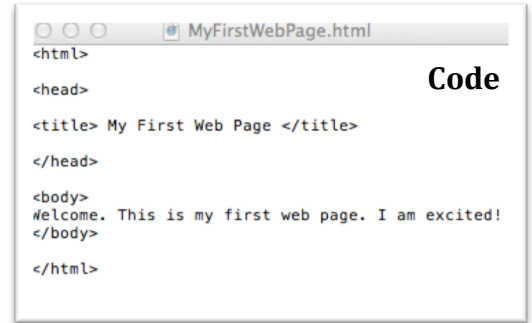 MyFirstWebPage.html
<html>
Code
<head>
<title> My First Web Page </title>
</head>
<body>
Welcome. This is my first web page. I am excited!
</body>
</html>